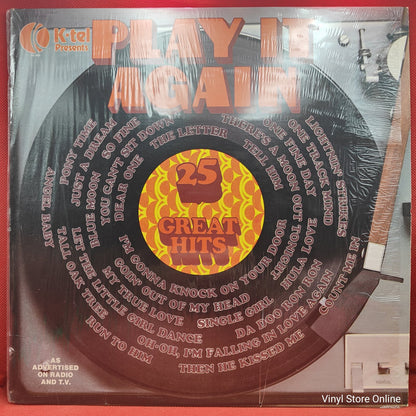 K-tel
Presents
PLAY IT
AGAIN
PONY TIME
JUST A DREAM
SO FINE
ANGEL BABY
BLUE MOON
YOU CAN'T SIT DOWN
DEAR ONE
THE LETTER
TELL HIM
THERE'S A MOON OUT TONIGHT
ONE FINE DAY
ONE TRACK MIND
LIGHTNIN' STRIKES
25
GREAT
HITS
I'M GONNA KNOCK ON YOUR DOOR
GOIN' OUT OF MY HEAD
HULA LOVE
MY TRUE LOVE
SINGLE GIRL
DA DOO RON RON
COUNT ME IN
LET THE LITTLE GIRL DANCE
OH-OH, I'M FALLING IN LOVE AGAIN
TALL OAK TREE
RUN TO HIM
THEN HE KISSED ME
AS
ADVERTISED
ON RADIO
AND T.V.
Vinyl Store Online